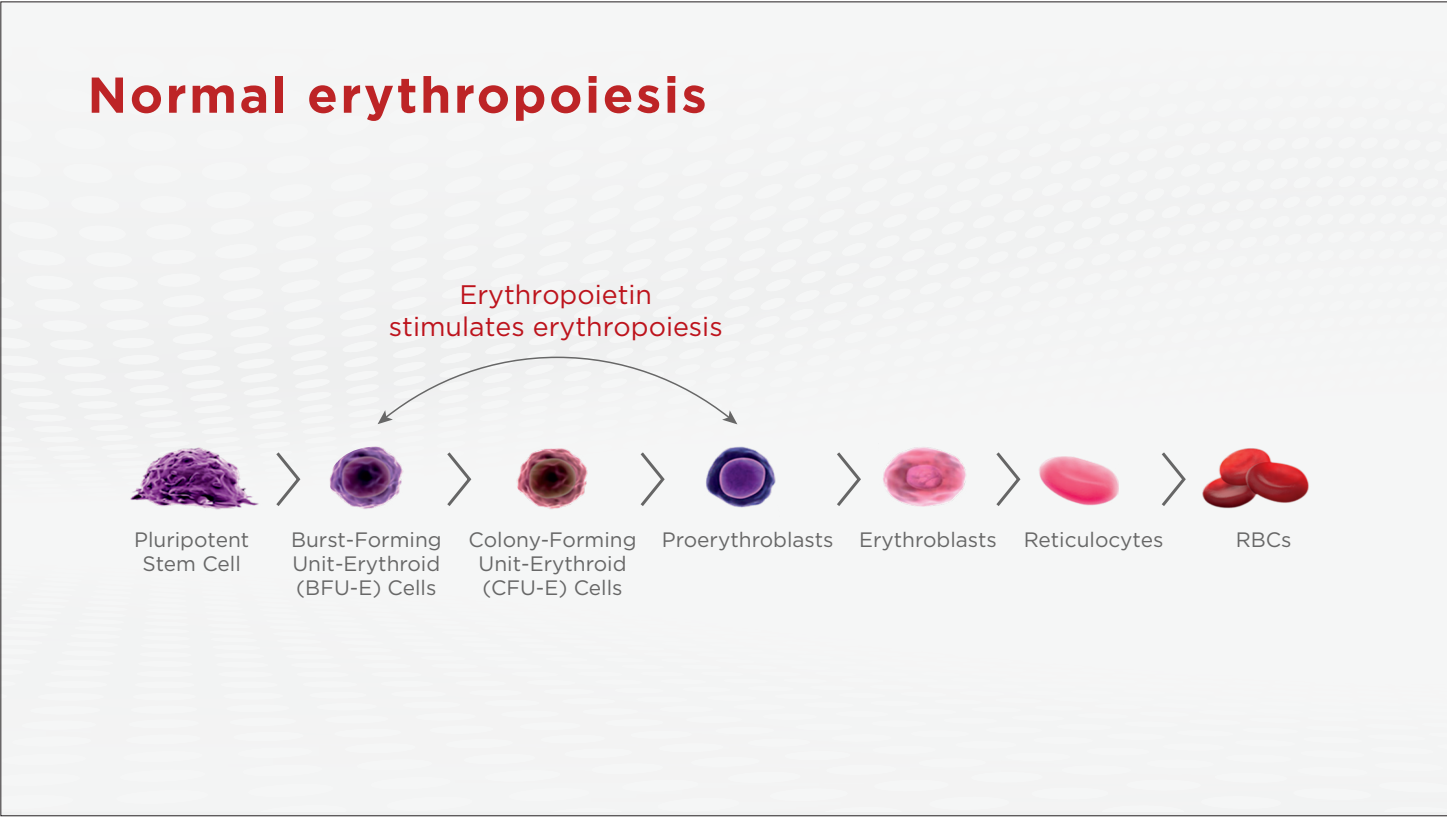 Normal erythropoiesis
Erythropoietin
stimulates erythropoiesis
Pluripotent
Stem Cell
Burst-Forming
Unit-Erythroid
(BFU-E) Cells
Colony-Forming
Unit-Erythroid
(CFU-E) Cells
Proerythroblasts
Erythroblasts
Reticulocytes
RBCs